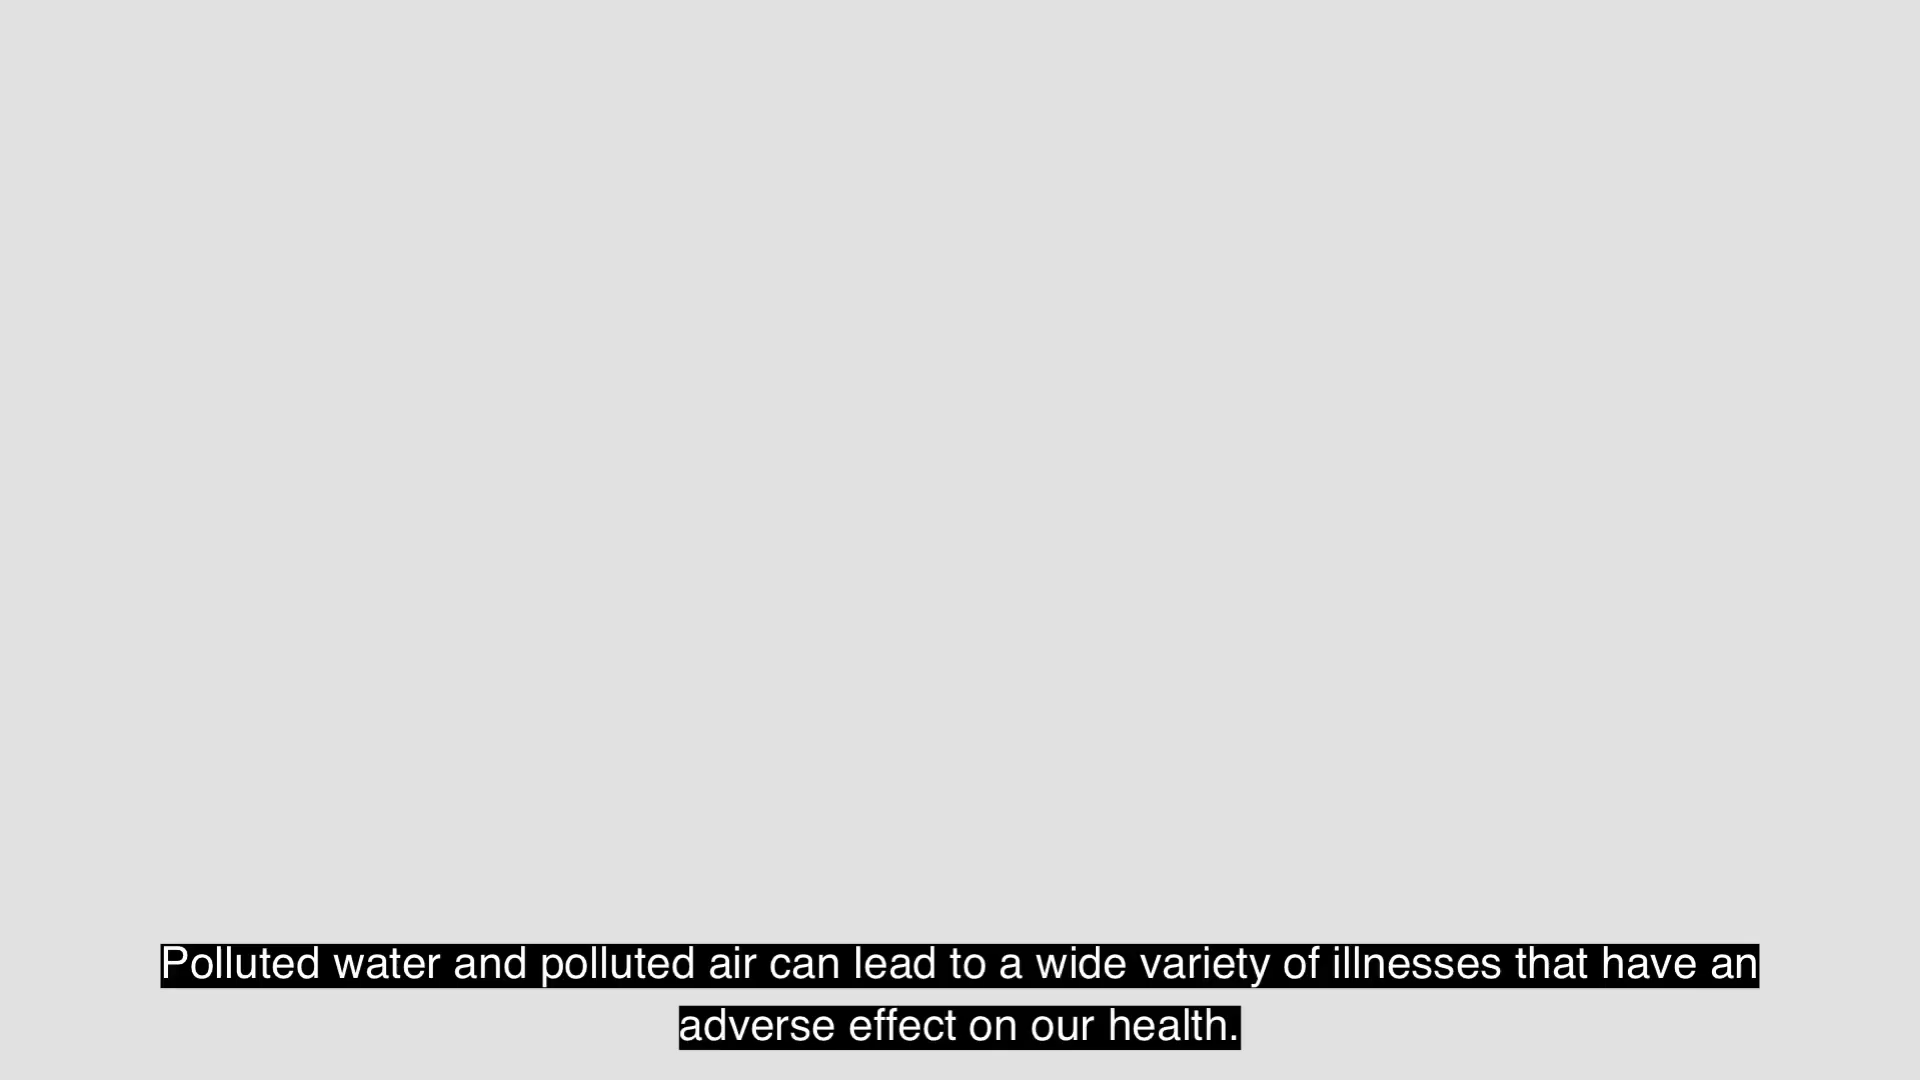 Polluted water and polluted air can lead to a wide variety of illnesses that have an
adverse effect on our health.